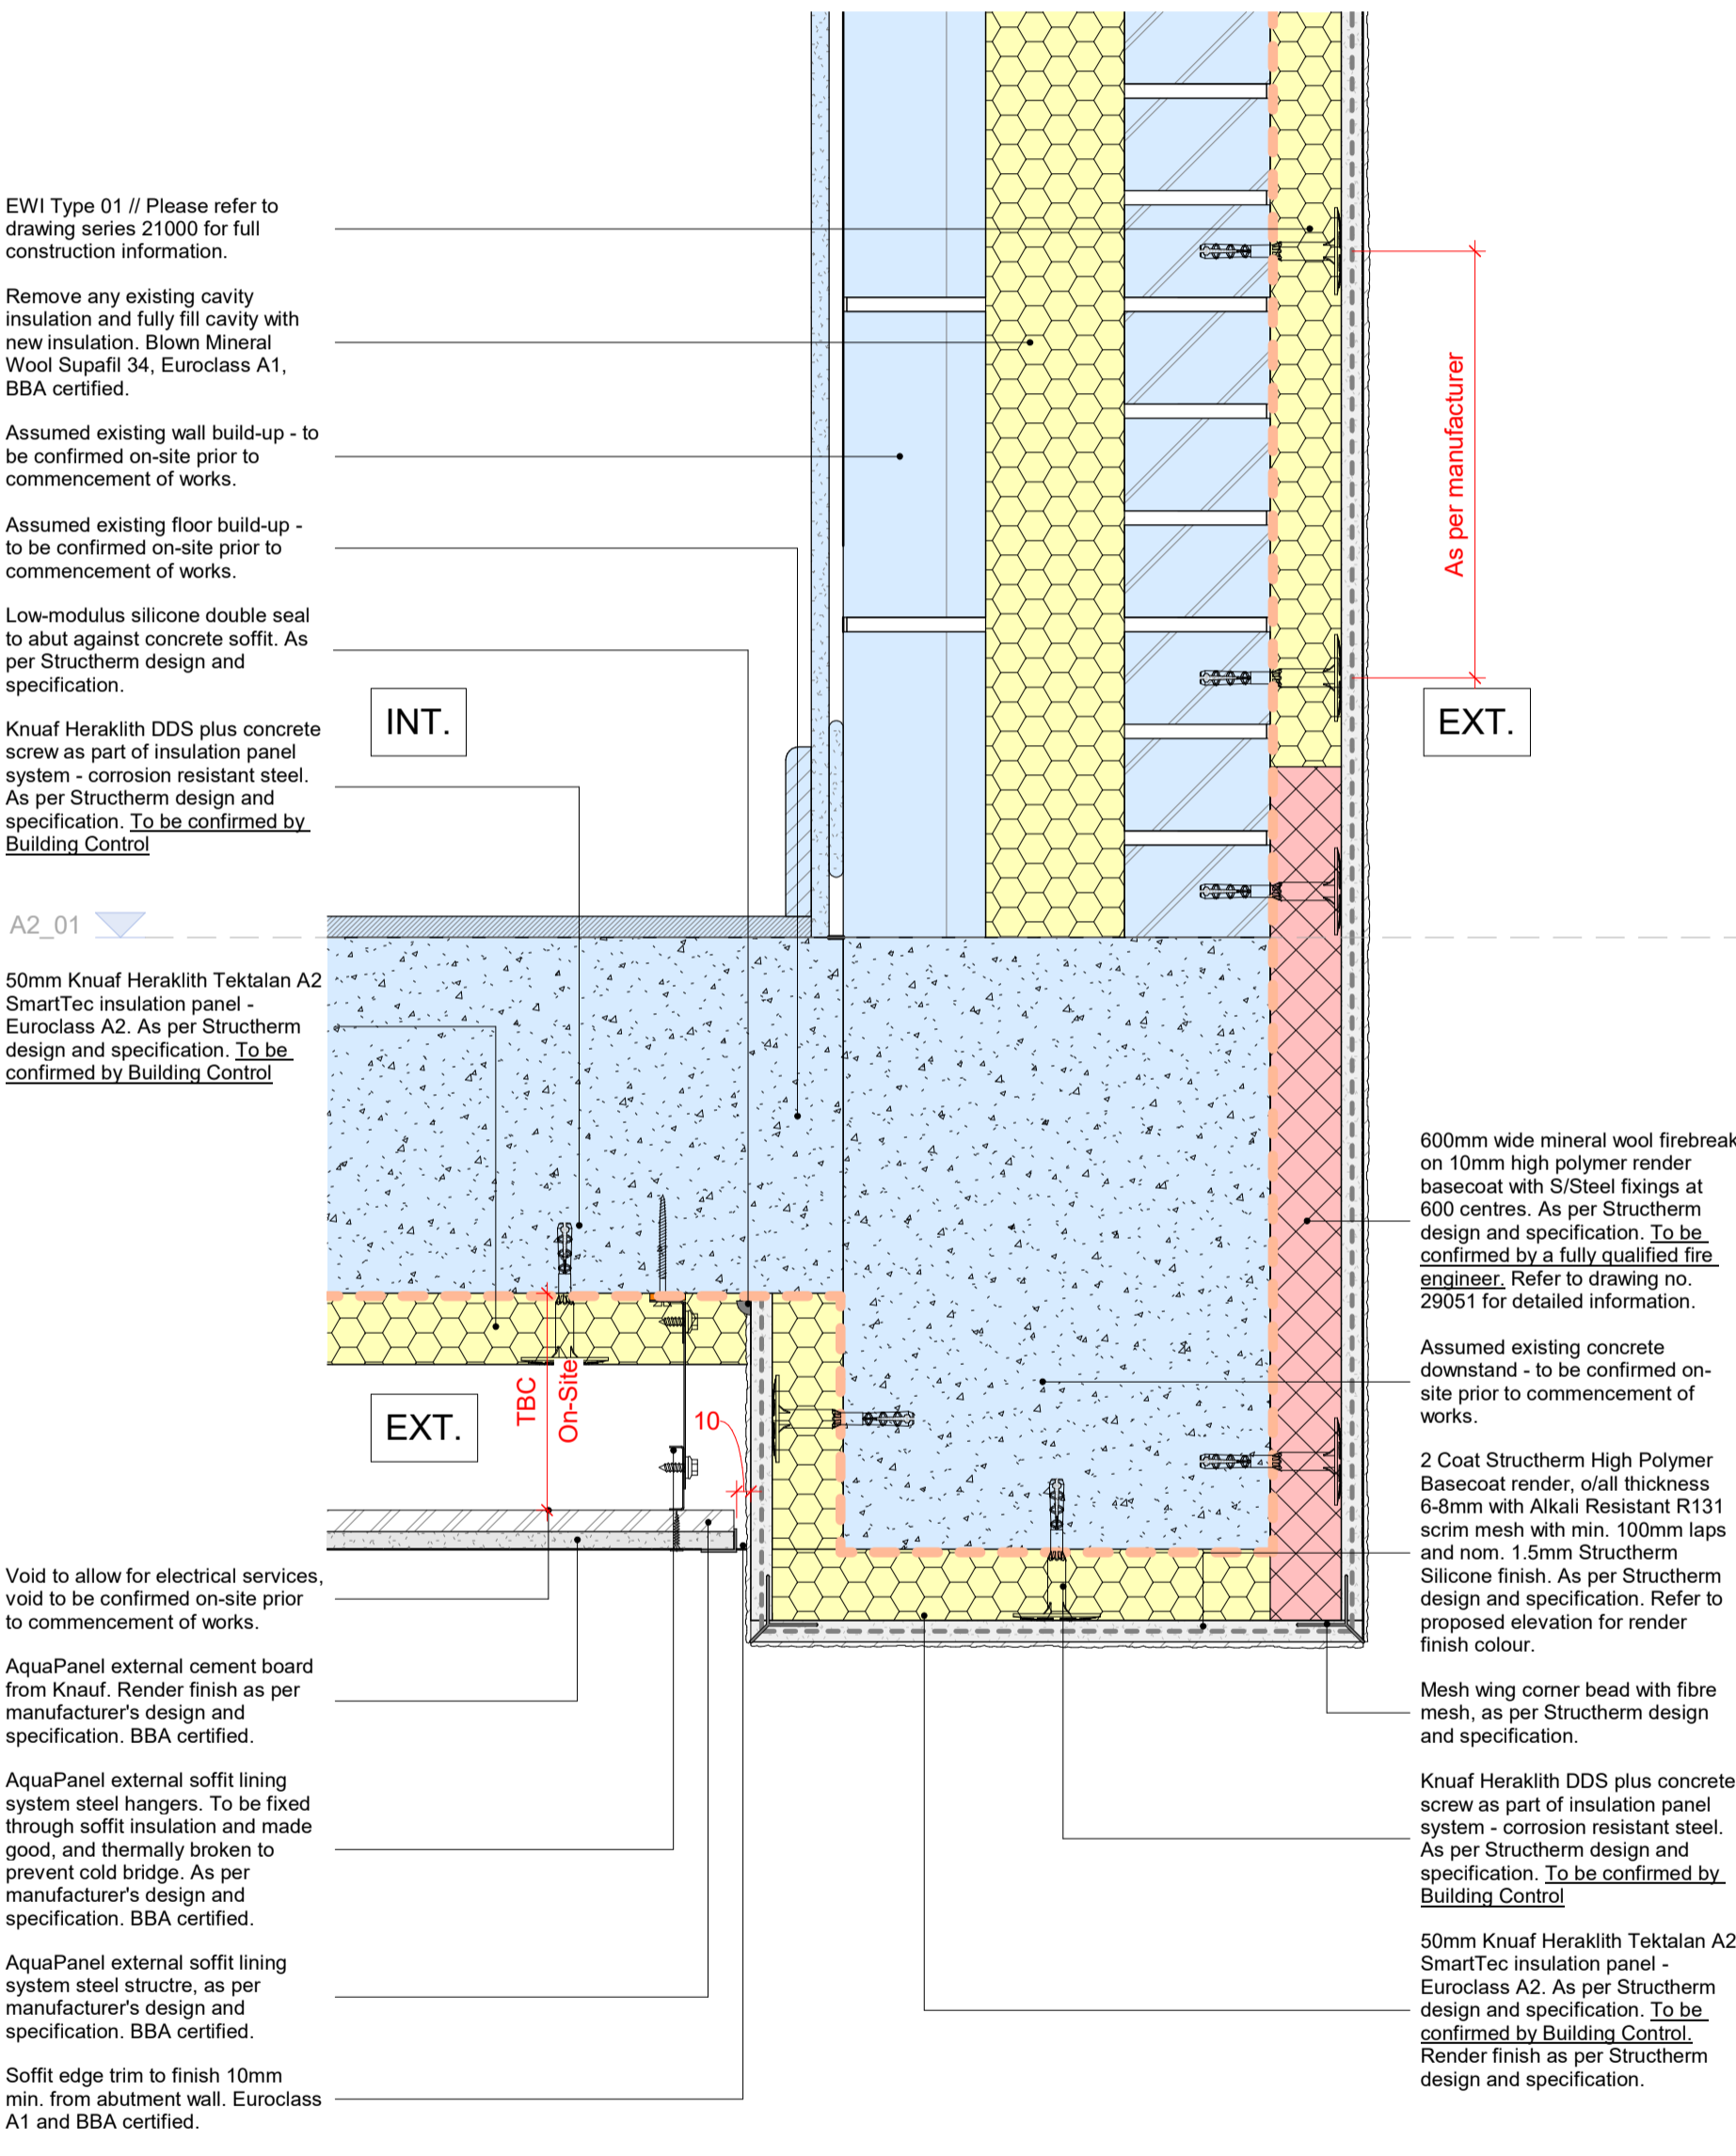 EWI Type 01 // Please refer to
drawing series 21000 for full
construction information.
Remove any existing cavity
insulation and fully fill cavity with
new insulation. Blown Mineral
Wool Supafil 34, Euroclass A1,
BBA certified.
Assumed existing wall build-up - to
be confirmed on-site prior to
commencement of works.
Assumed existing floor build-up -
to be confirmed on-site prior to
commencement of works.
Low-modulus silicone double seal
to abut against concrete soffit. As
per Structherm design and
specification.
Knuaf Heraklith DDS plus concrete
screw as part of insulation panel
system - corrosion resistant steel.
As per Structherm design and
specification. To be confirmed by
Building Control
A2_01
50mm Knuaf Heraklith Tektalan A2
SmartTec insulation panel -
Euroclass A2. As per Structherm
design and specification. To be
confirmed by Building Control
Void to allow for electrical services,
void to be confirmed on-site prior
to commencement of works.
AquaPanel external cement board
from Knauf. Render finish as per
manufacturer's design and
specification. BBA certified.
AquaPanel external soffit lining
system steel hangers. To be fixed
through soffit insulation and made
good, and thermally broken to
prevent cold bridge. As per
manufacturer's design and
specification. BBA certified.
AquaPanel external soffit lining
system steel structre, as per
manufacturer's design and
specification. BBA certified.
Soffit edge trim to finish 10mm
min. from abutment wall. Euroclass
A1 and BBA certified.
INT.
EXT.
TBC
On-Site
10
As per manufacturer
EXT.
600mm wide mineral wool firebreak
on 10mm high polymer render
basecoat with S/Steel fixings at
600 centres. As per Structherm
design and specification. To be
confirmed by a fully qualified fire
engineer. Refer to drawing no.
29051 for detailed information.
Assumed existing concrete
downstand - to be confirmed on-
site prior to commencement of
works.
2 Coat Structherm High Polymer
Basecoat render, o/all thickness
6-8mm with Alkali Resistant R131
scrim mesh with min. 100mm laps
and nom. 1.5mm Structherm
Silicone finish. As per Structherm
design and specification. Refer to
proposed elevation for render
finish colour.
Mesh wing corner bead with fibre
mesh, as per Structherm design
and specification.
Knuaf Heraklith DDS plus concrete
screw as part of insulation panel
system - corrosion resistant steel.
As per Structherm design and
specification. To be confirmed by
Building Control
50mm Knuaf Heraklith Tektalan A2
SmartTec insulation panel -
Euroclass A2. As per Structherm
design and specification. To be
confirmed by Building Control.
Render finish as per Structherm
design and specification.